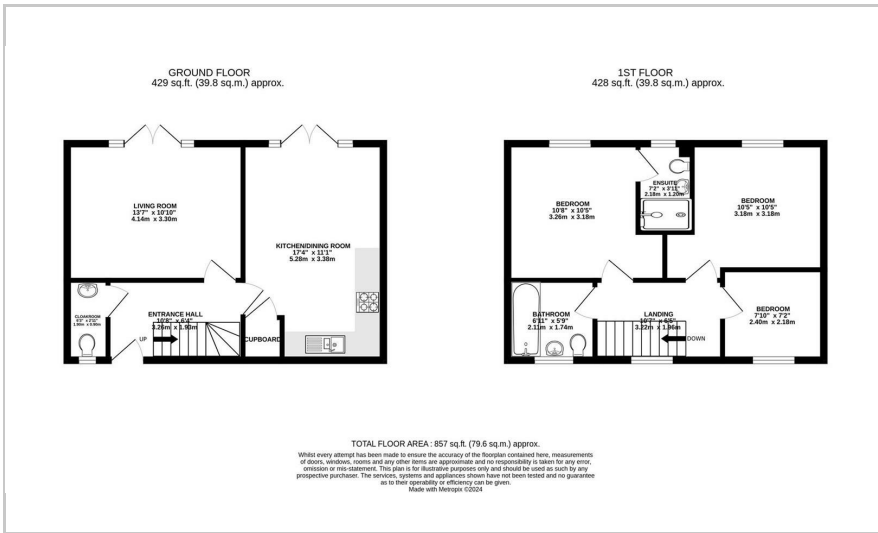 GROUND FLOOR
429 sq.ft. (39.8 sq.m.) approx.
1ST FLOOR
428 sq.ft. (39.8 sq.m.) approx.
LIVING ROOM
13'7" x 10'10"
4.14m x 3.30m
KITCHEN/DINING ROOM
17'4" x 11'1"
5.28m x 3.38m
CLOAKROOM
ENTRANCE HALL
10'8" x 6'4"
3.26m x 1.93m
UP
CUPBOARD
BEDROOM
10'8" x 10'5"
3.26m x 3.18m
ENSUITE
7'2" x 3'11"
2.18m x 1.20m
BEDROOM
10'5" x 10'5"
3.18m x 3.18m
BATHROOM
6'11" x 5'9"
2.11m x 1.74m
LANDING
10'7" x 6'5"
3.22m x 1.96m
DOWN
BEDROOM
7'10" x 7'2"
2.40m x 2.18m
TOTAL FLOOR AREA : 857 sq.ft. (79.6 sq.m.) approx.
Whilst every attempt has been made to ensure the accuracy of the floorplan contained here, measurements
of doors, windows, rooms and any other items are approximate and no responsibility is taken for any error,
omission or mis-statement. This plan is for illustrative purposes only and should be used as such by any
prospective purchaser. The services, systems and appliances shown have not been tested and no guarantee
as to their operability or efficiency can be given.
Made with Metropix ©2024